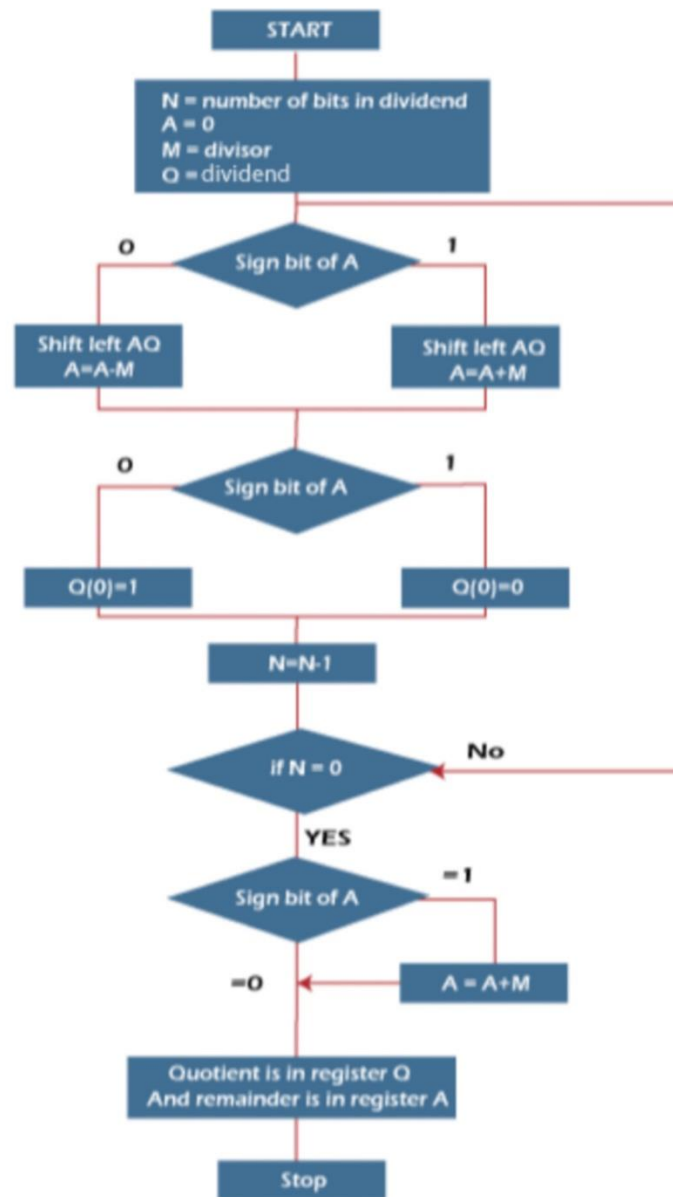 START
N = number of bits in dividend
A = 0
M = divisor
Q = dividend
0
Sign bit of A
1
Shift left AQ
A=A-M
Shift left AQ
A=A+M
0
Sign bit of A
1
Q(0)=1
Q(0)=0
N=N-1
if N = 0
No
YES
Sign bit of A
=1
=0
A = A+M
Quotient is in register Q
And remainder is in register A
Stop